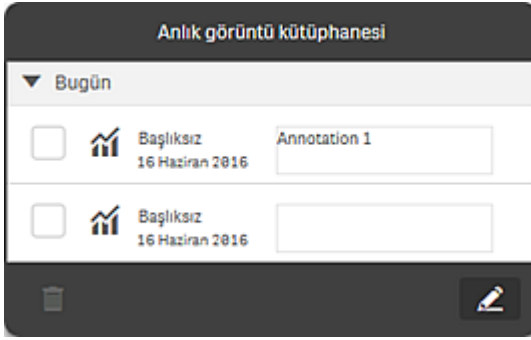 Anlık görüntü kütüphanesi
Bugün
Başlıksız
16 Haziran 2016
Annotation 1
Başlıksız
16 Haziran 2016